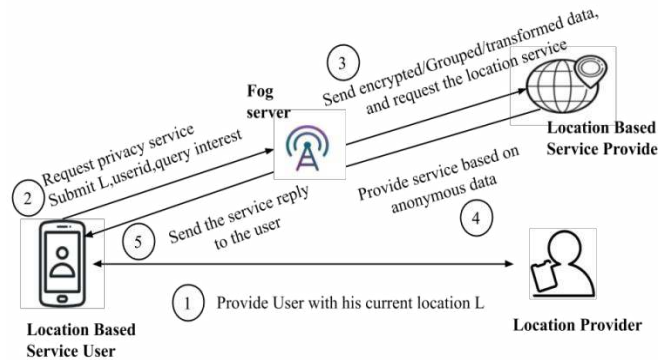 3
Send encrypted/Grouped/transformed data,
and request the location service
Fog
server
Location Based
Service Provide
Request privacy service
Submit L,userid,query interest
2
Provide service based on
anonymous data
4
5
Send the service reply
to the user
1
Provide User with his current location L
Location Based
Service User
Location Provider